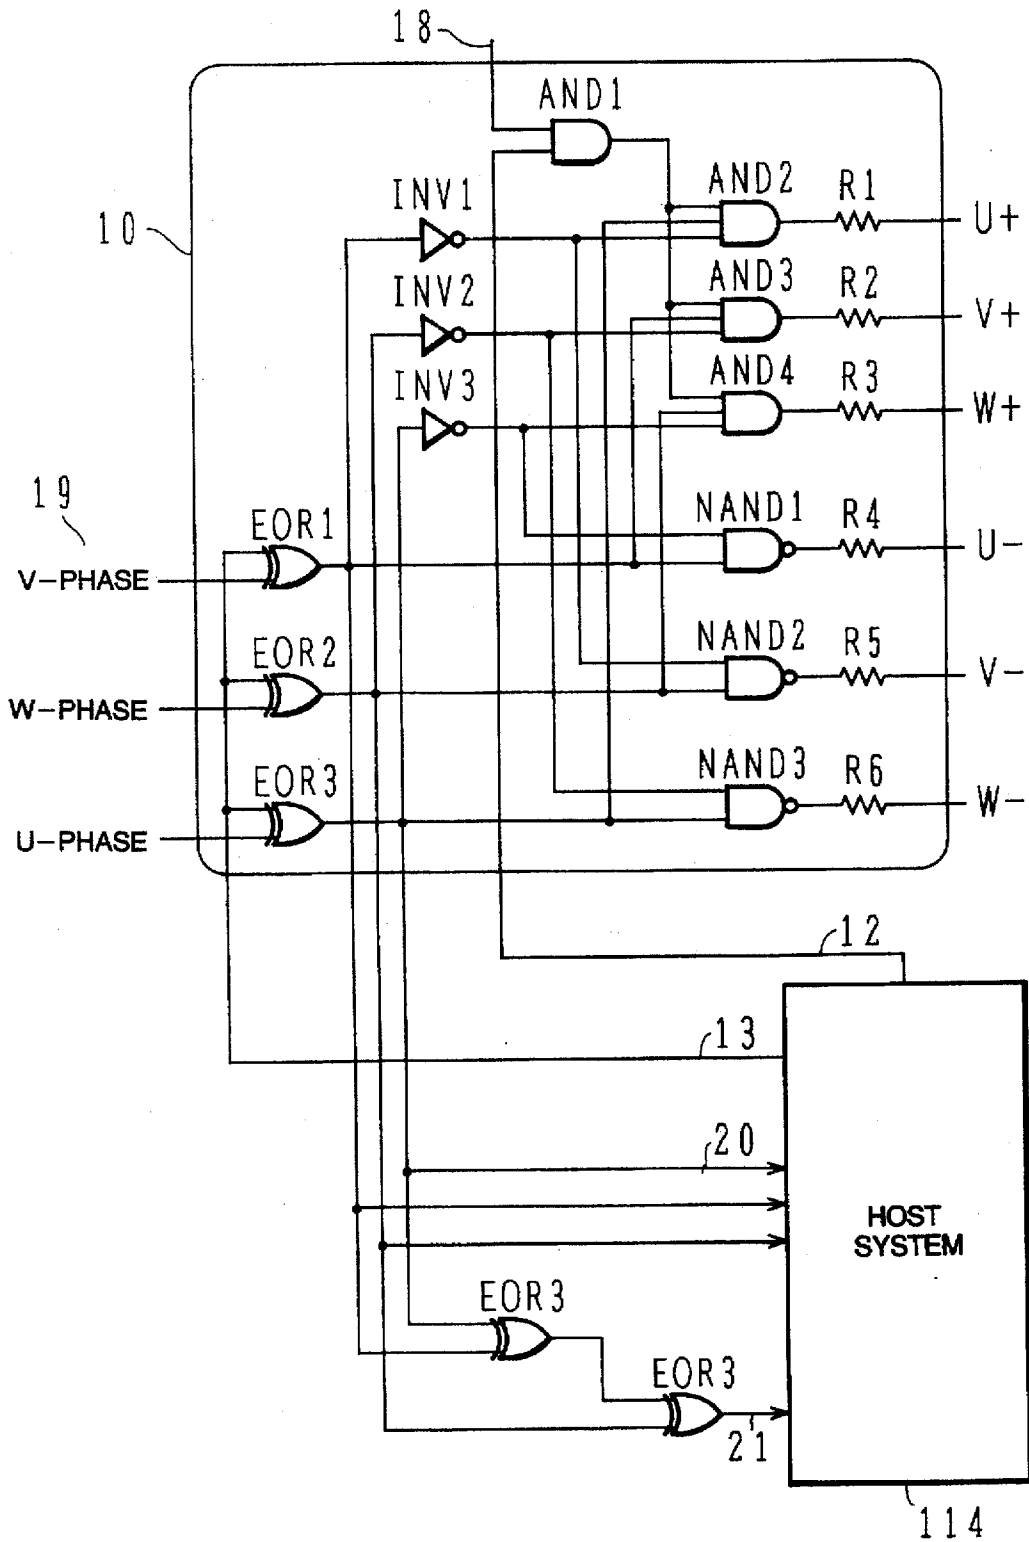 18
AND1
INV1
AND2
R1
U+
10
INV2
AND3
R2
V+
INV3
AND4
R3
W+
19
EOR1
NAND1
R4
U-
V-PHASE
EOR2
NAND2
R5
V-
W-PHASE
EOR3
NAND3
R6
W-
U-PHASE
12
13
20
HOST
SYSTEM
EOR3
EOR3
21
114